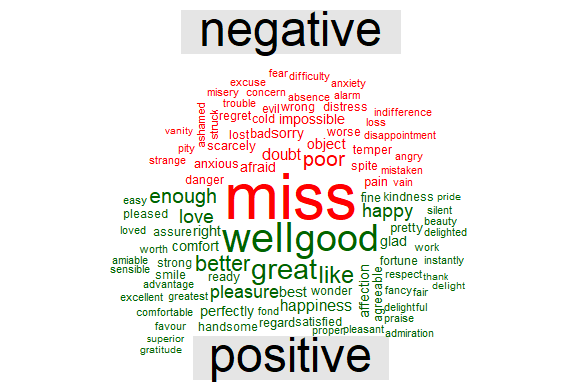 negative
fear difficulty
excuse anxiety
misery concern absence alarm
trouble evil wrong distress indifference
ashamed struck regret cold impossible loss
vanity lost bad sorry worse disappointment
pity scarcely doubt object temper angry
strange anxious afraid poor spite mistaken
danger miss pain vain
easy enough fine kindness pride
pleased love happy silent
loved assure right well good pretty beauty
delighted
worth comfort glad work
amiable strong better great like fortune instantly
sensible smile ready affection agreeable respect thank
advantage pleasure best wonder fancy fair delight
excellent greatest happiness delightful
comfortable perfectly fond praise
favour handsome regard satisfied proper pleasant admiration
superior
gratitude
positive